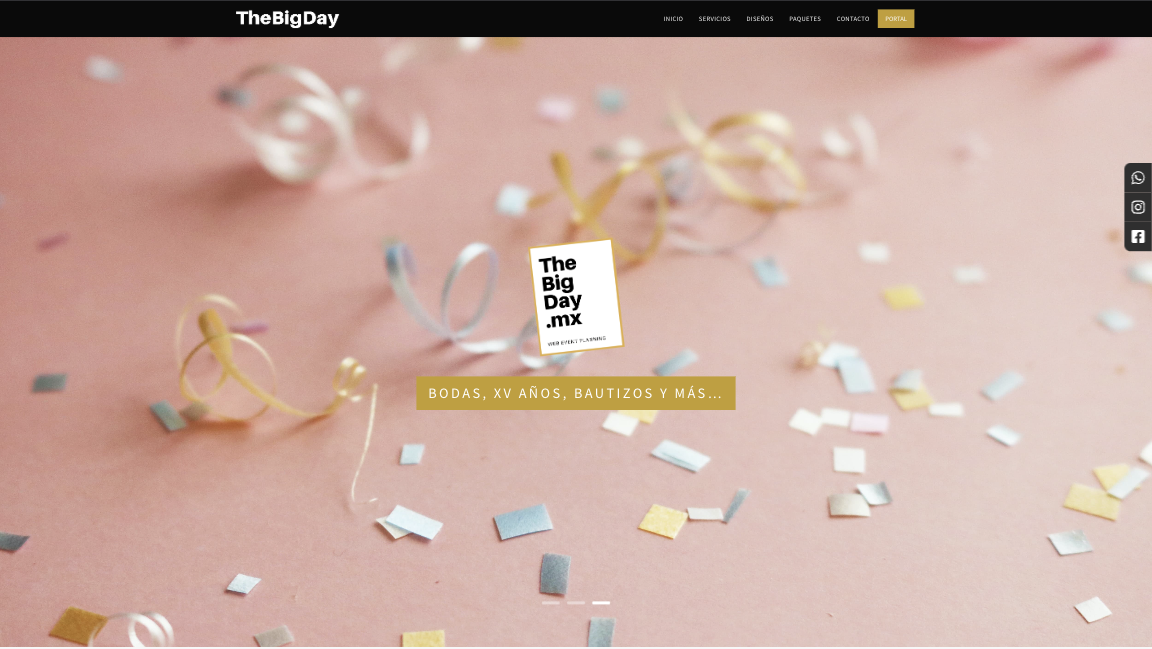 TheBigDay
INICIO SERVICIOS DISEÑOS PAQUETES CONTACTO PORTAL
The
Big
Day
.mx
WEB EVENT PLANNING
BODAS, XV AÑOS, BAUTIZOS Y MÁS...